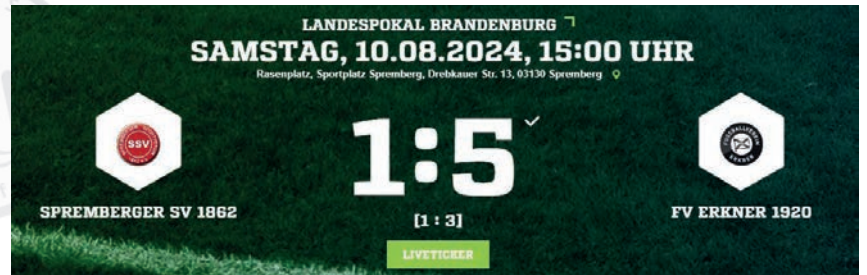 LANDESPOKAL BRANDENBURG
SAMSTAG, 10.08.2024, 15:00 UHR
Rasenplatz, Sportplatz Spremberg, Drebkauer Str. 13, 03130 Spremberg
SSV
1:5
SPREMBERGER SV 1862
FV ERKNER 1920
[1 : 3]
LIVETICKER